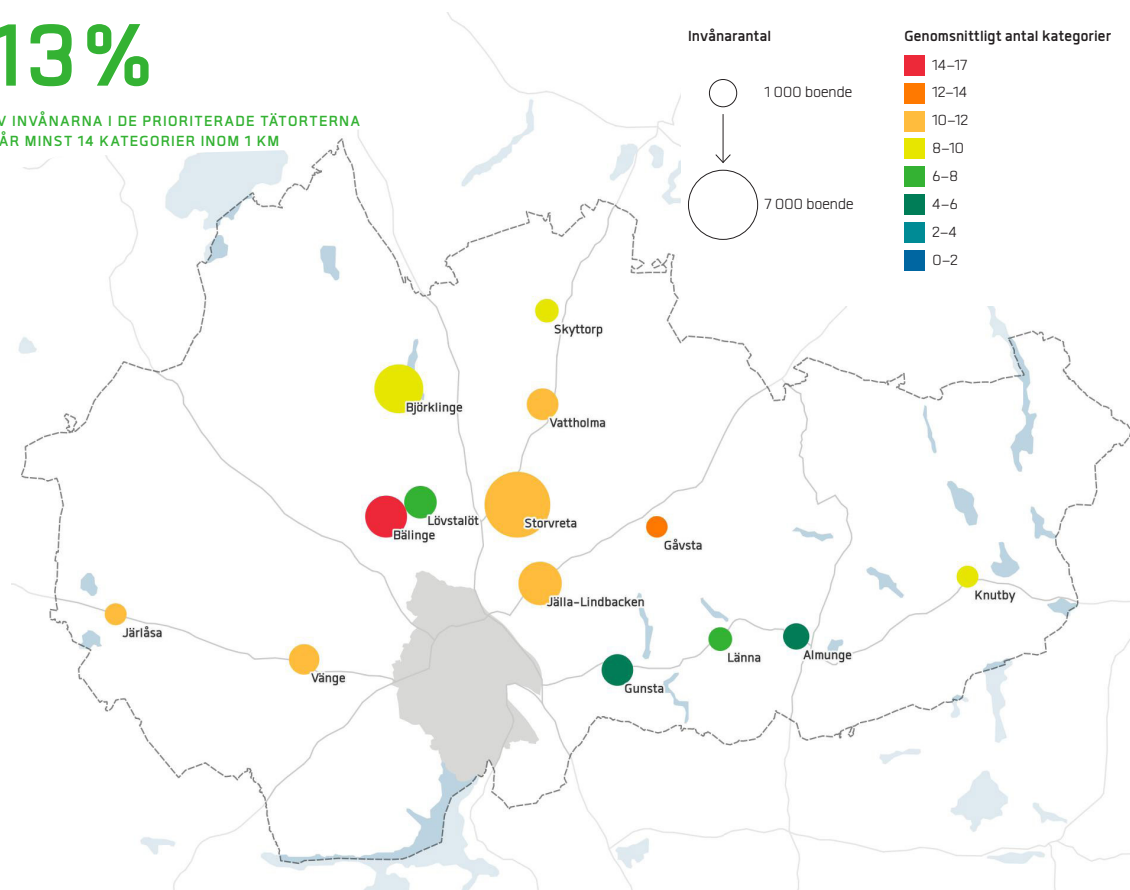 13%
V INVÅNARNA I DE PRIORITERADE TÄTORTERNA
ÅR MINST 14 KATEGORIER INOM 1 KM
Invånarantal
1 000 boende
7 000 boende
Genomsnittligt antal kategorier
14–17
12–14
10–12
8–10
6–8
4–6
2–4
0–2
Skyttorp
Björklinge
Vattholma
Lövstalöt
Bälinge
Storvreta
Gåvsta
Jälla-Lindbacken
Knutby
Järlåsa
Vänge
Länna
Almunge
Gunsta